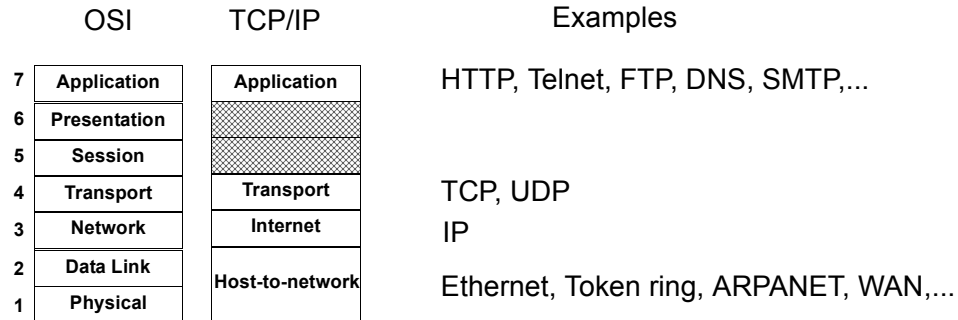 OSI TCP/IP Examples
7 Application Application HTTP, Telnet, FTP, DNS, SMTP,...
6 Presentation
5 Session
4 Transport Transport TCP, UDP
3 Network Internet IP
2 Data Link
Host-to-network Ethernet, Token ring, ARPANET, WAN,...
1 Physical